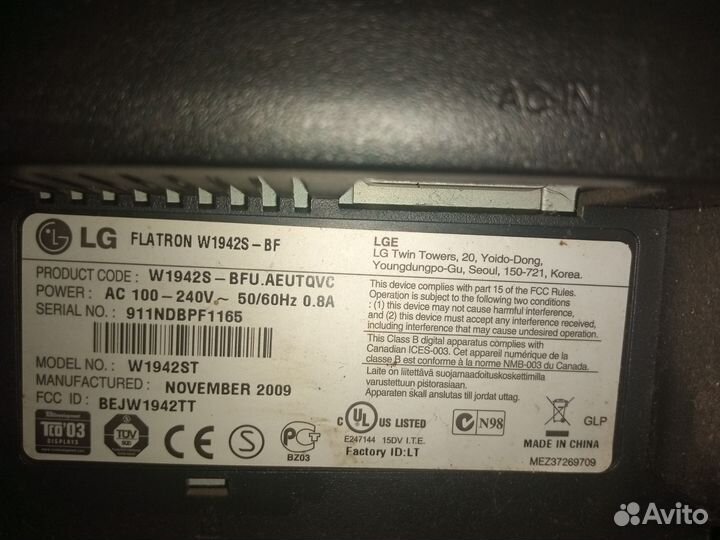 AC-IN
LG FLATRON W1942S-BF
PRODUCT CODE: W1942S-BFU.AEUTQVC
POWER: AC 100-240V~ 50/60Hz 0.8A
SERIAL NO.: 911NDBPF1165
MODEL NO.: W1942ST
MANUFACTURED: NOVEMBER 2009
FCC ID: BEJW1942TT
TCO'03
DISPLAYS
TÜV
PCT
BZ03
LGE
LG Twin Towers, 20, Yoido-Dong,
Youngdungpo-Gu, Seoul, 150-721, Korea.
This device complies with part 15 of the FCC Rules.
Operation is subject to the following two conditions
: (1) this device may not cause harmful interference,
and (2) this device must accept any interference
including interference that may cause undesired operation.
This Class B digital apparatus complies with
Canadian ICES-003. Cet appareil numérique de la
classe B est conforme à la norme NMB-003 du Canada.
Laite on liitettävä suojamaadoituskoskettimilla
varustettuun pistorasiaan.
Apparaten skall anslutas till jordat uttag.
C UL US LISTED
E247144 15DV I.T.E.
Factory ID:LT
N98
GLP
MADE IN CHINA
MEZ37269709
Avito